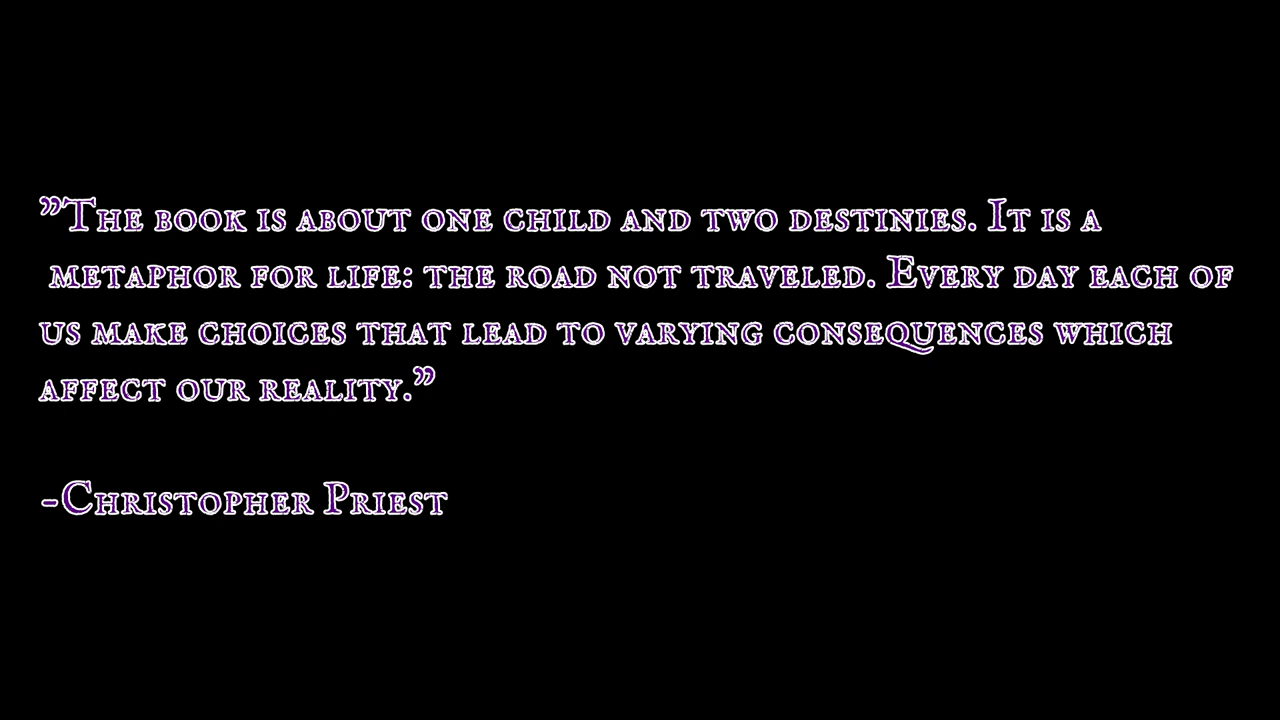 ”The book is about one child and two destinies. It is a
metaphor for life: the road not traveled. Every day each of
us make choices that lead to varying consequences which
affect our reality.”
-Christopher Priest